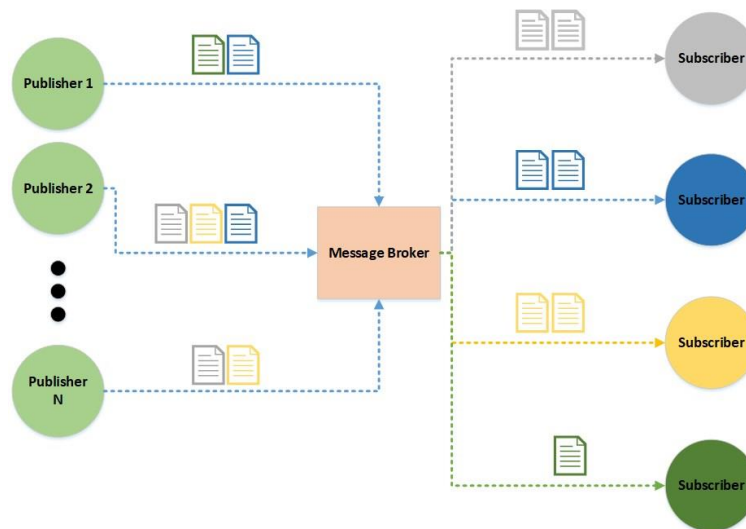 Publisher 1
Subscriber
Publisher 2
Subscriber
Message Broker
Subscriber
Publisher
N
Subscriber